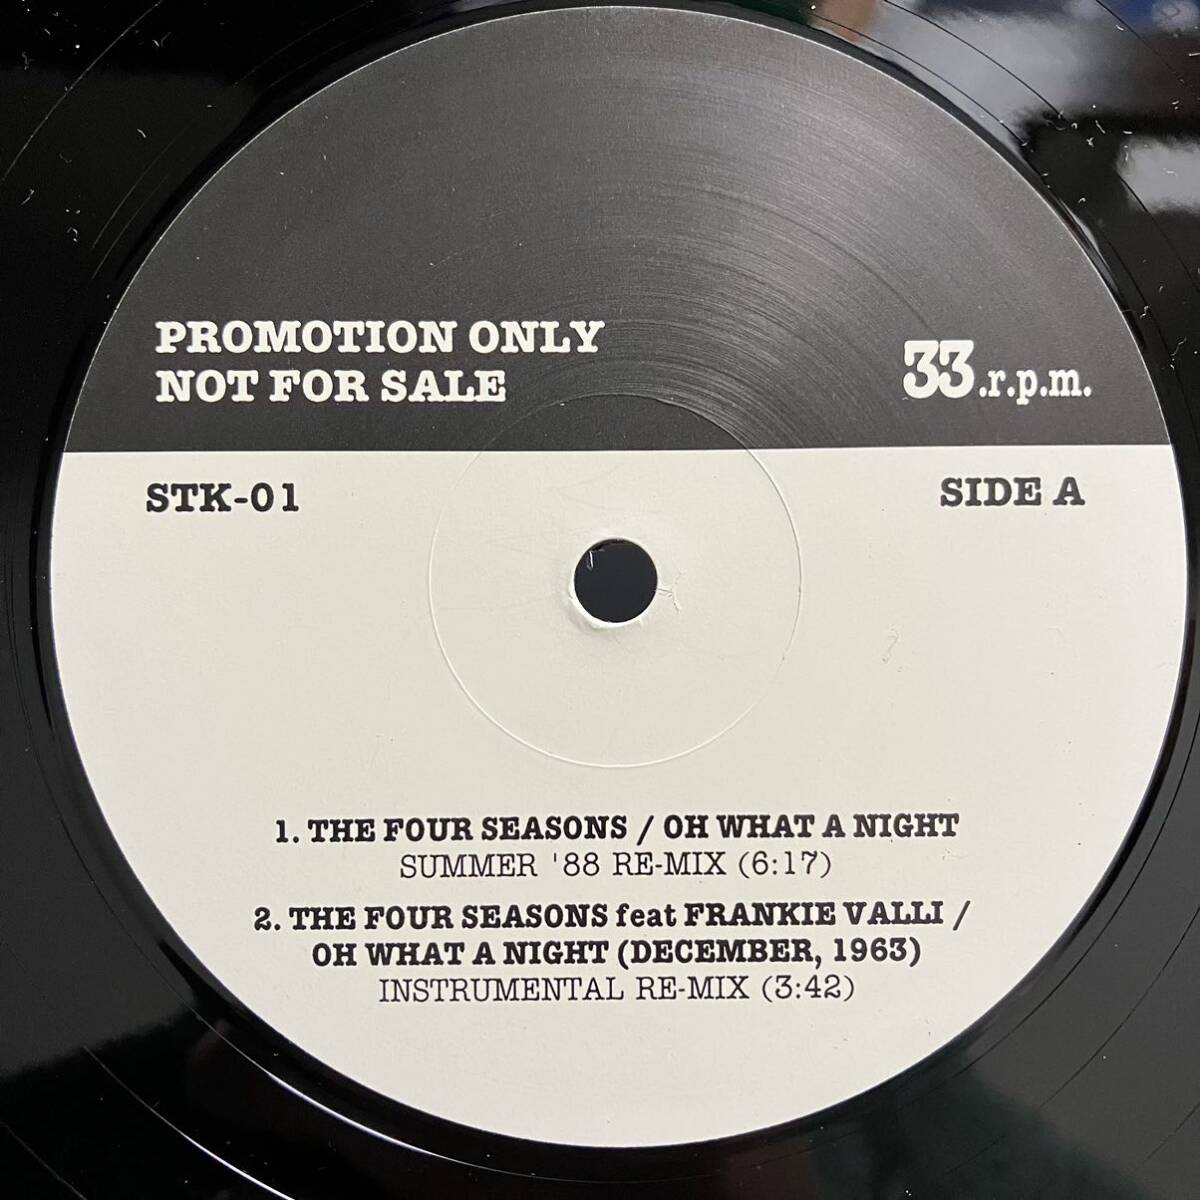 PROMOTION ONLY
NOT FOR SALE
33.r.p.m.
STK-01
SIDE A
1. THE FOUR SEASONS / OH WHAT A NIGHT
SUMMER '88 RE-MIX (6:17)
2. THE FOUR SEASONS feat FRANKIE VALLI /
OH WHAT A NIGHT (DECEMBER, 1963)
INSTRUMENTAL RE-MIX (3:42)